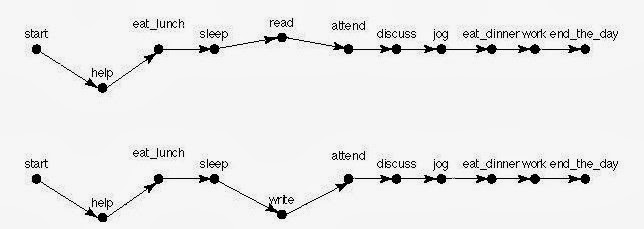 start help eat_lunch sleep read attend discuss jog eat_dinner work end_the_day
start help eat_lunch sleep write attend discuss jog eat_dinner work end_the_day